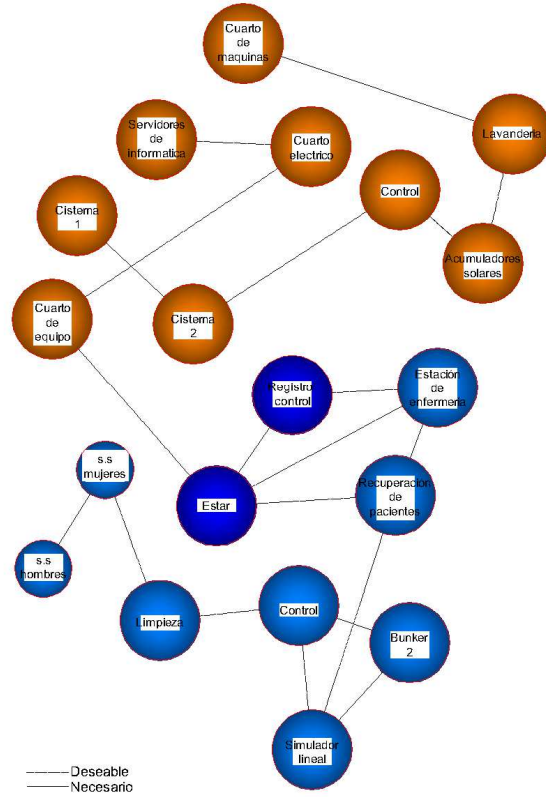 Cuarto
de
maquinas
Servidores
de
informatica
Cuarto
electrico
Lavanderia
Control
Cisterna
1
Acumuladores
solares
Cuarto
de
equipo
Cisterna
2
Registro
control
Estación
de
enfermeria
s.s
mujeres
Estar
Recuperacion
de
pacientes
s.s
hombres
Limpieza
Control
Bunker
2
Simulador
lineal
Deseable
Necesario